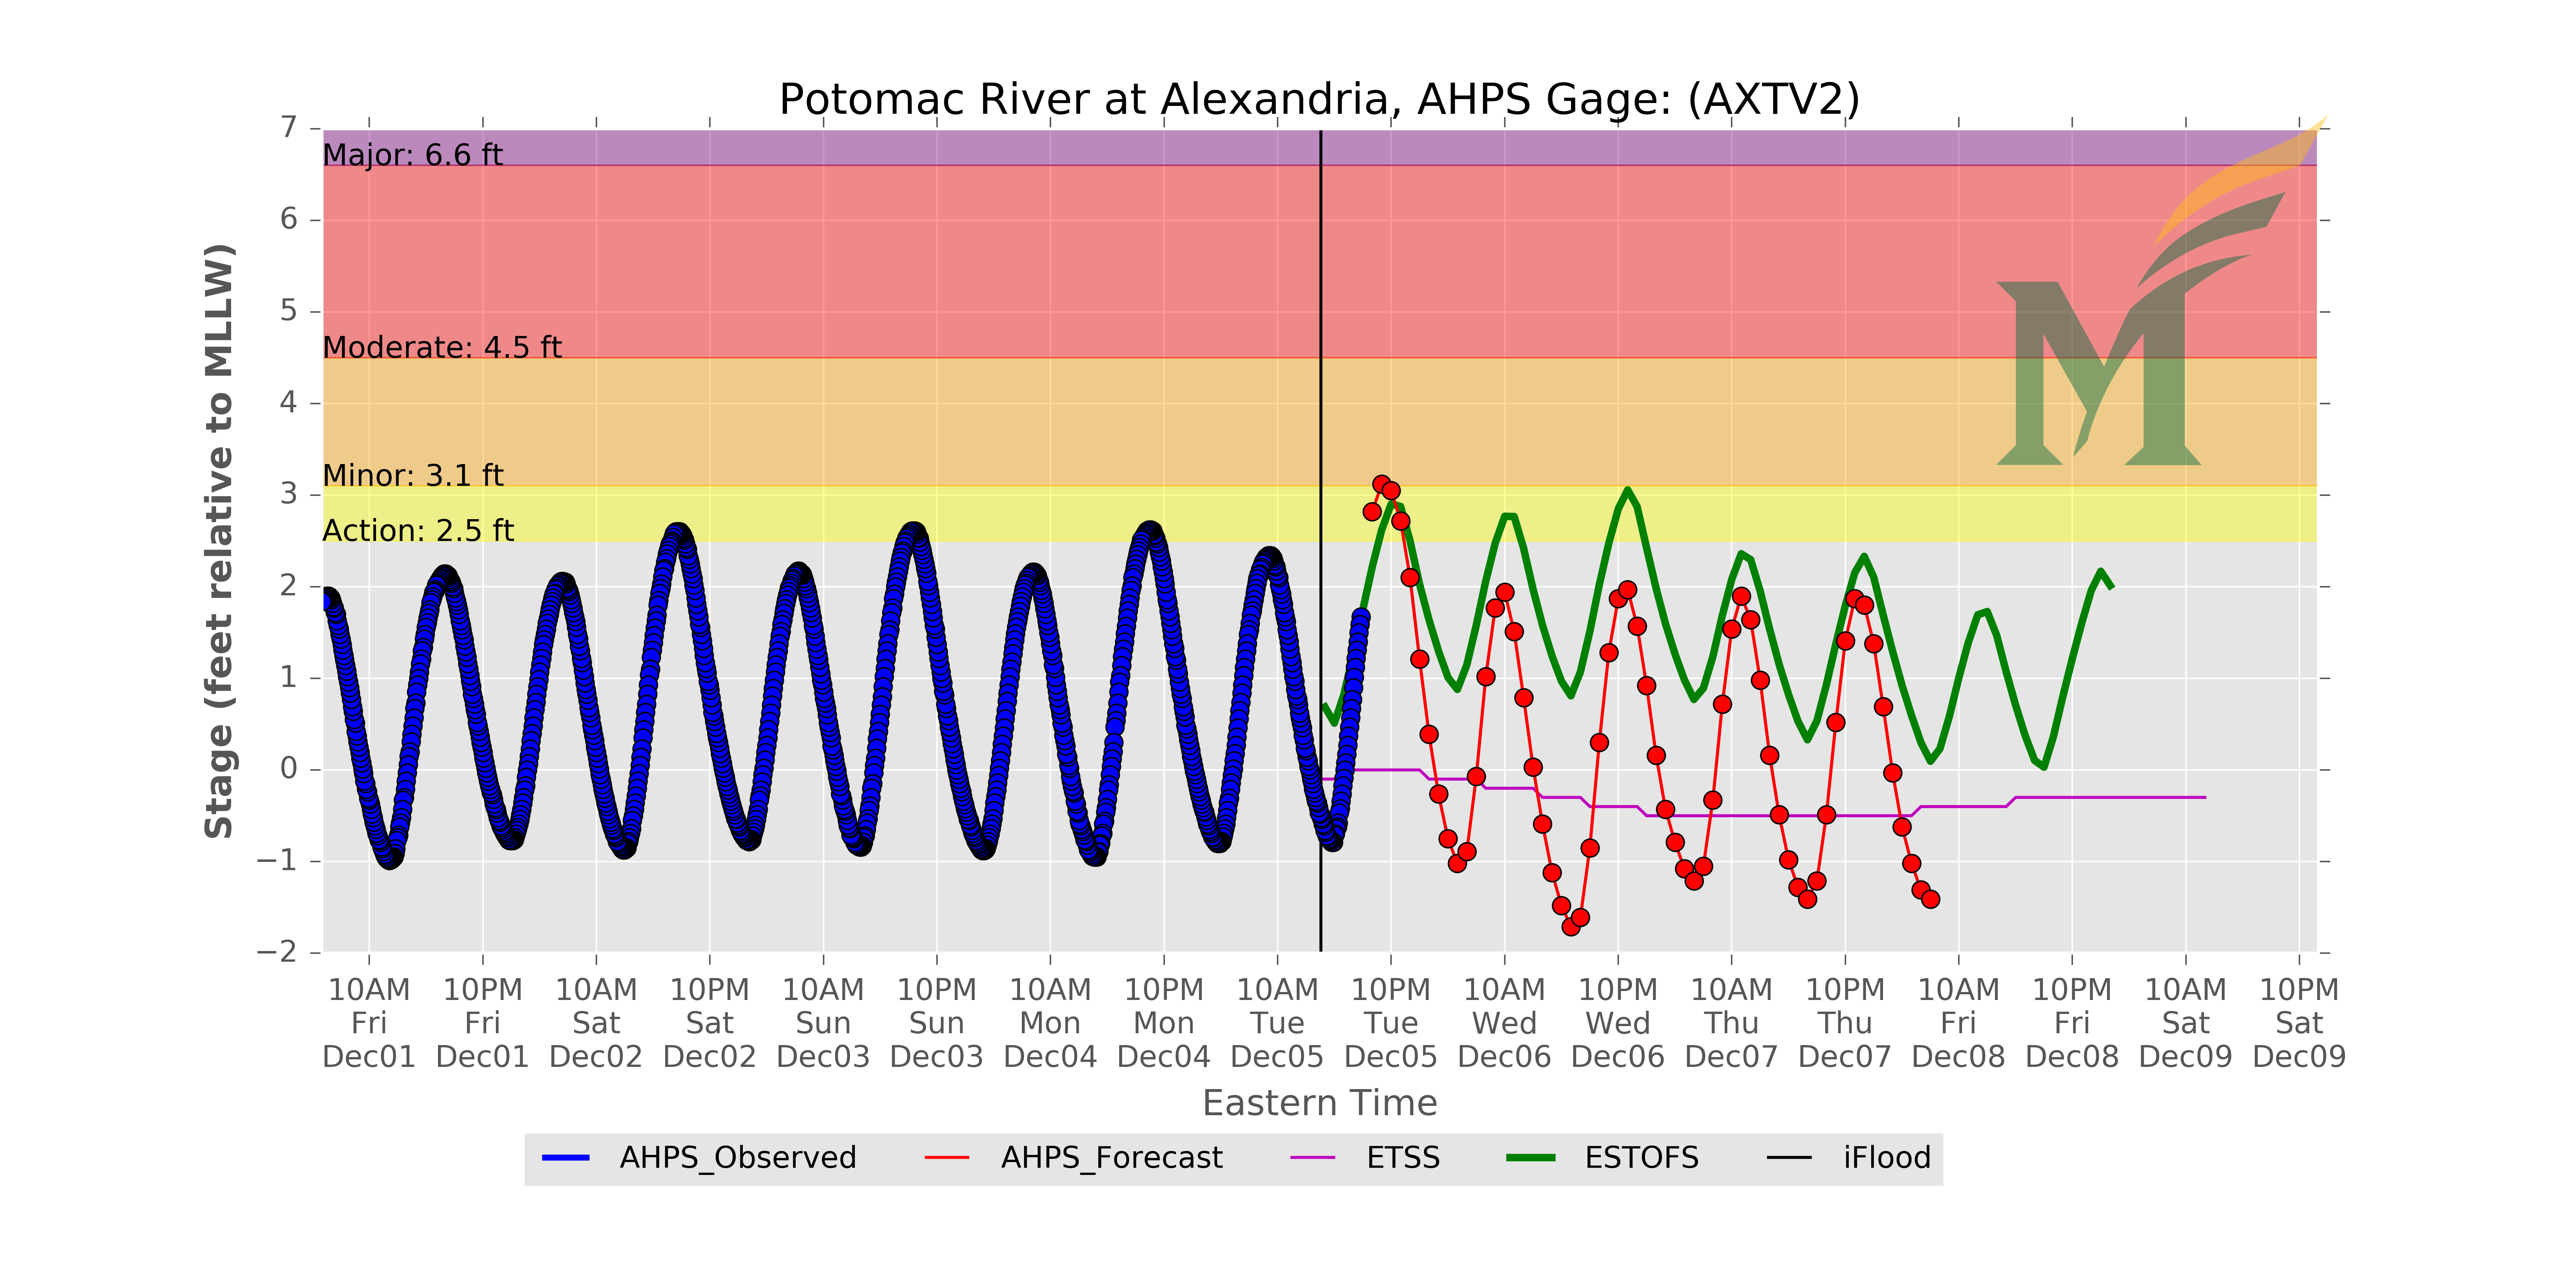 Potomac River at Alexandria, AHPS Gage: (AXTV2)
7
6
5
4
3
2
1
0
−1
−2
Stage (feet relative to MLLW)
Major: 6.6 ft
Moderate: 4.5 ft
Minor: 3.1 ft
Action: 2.5 ft
M
10AM 10PM 10AM 10PM 10AM 10PM 10AM 10PM 10AM 10PM 10AM 10PM 10AM 10PM 10AM 10PM 10AM 10PM
Fri Fri Sat Sat Sun Sun Mon Mon Tue Tue Wed Wed Thu Thu Fri Fri Sat Sat
Dec01 Dec01 Dec02 Dec02 Dec03 Dec03 Dec04 Dec04 Dec05 Dec05 Dec06 Dec06 Dec07 Dec07 Dec08 Dec08 Dec09 Dec09
Eastern Time
AHPS_Observed AHPS_Forecast ETSS ESTOFS iFlood